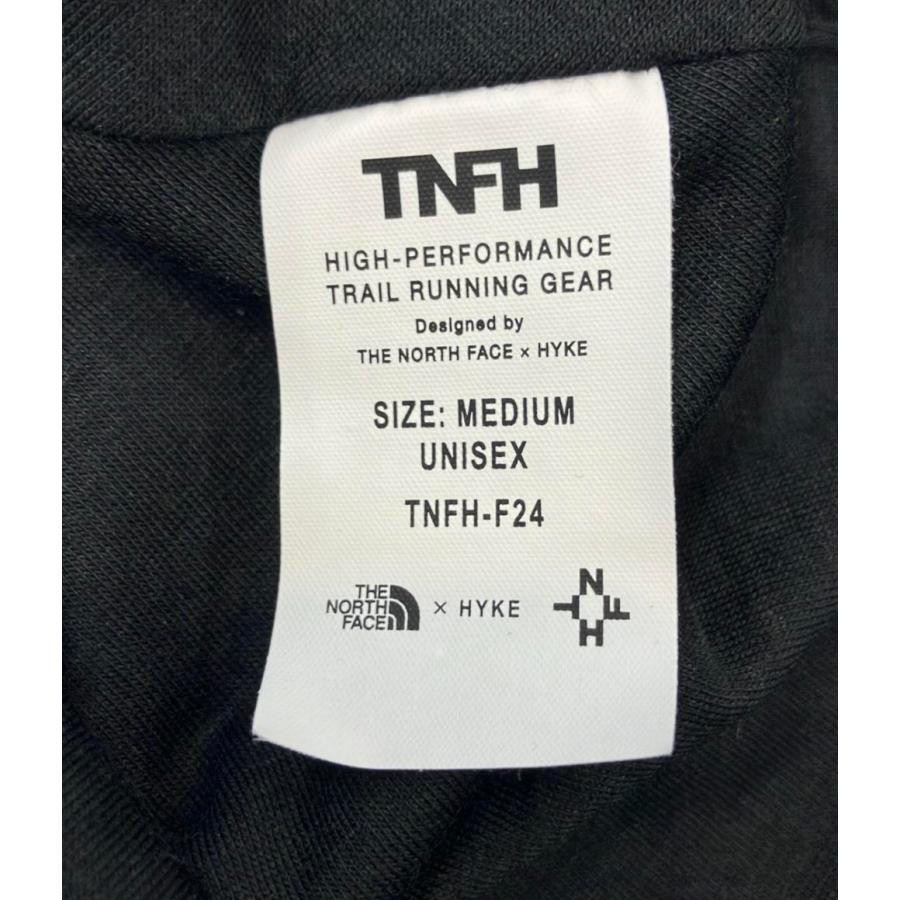 TNFH
HIGH-PERFORMANCE
TRAIL RUNNING GEAR
Designed by
THE NORTH FACE × HYKE
SIZE: MEDIUM
UNISEX
TNFH-F24
THE
NORTH
FACE
× HYKE
TNFH